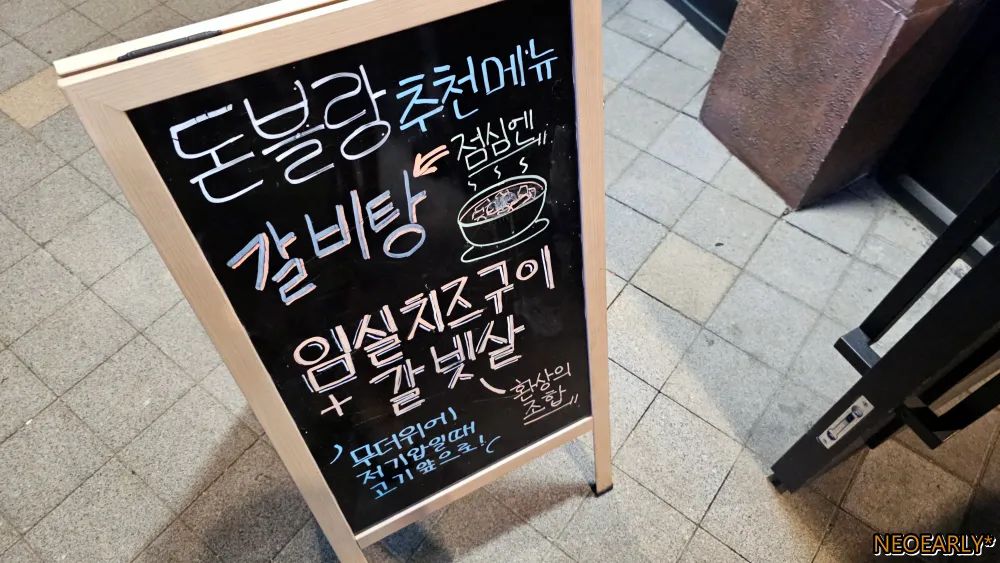 돈블랑 추천메뉴
점심엔
갈비탕
임실치즈구이
+ 갈빗살
환상의
조합
무더위에
저기압일때
고기앞으로!
NEOEARLY*